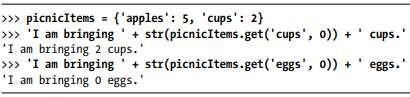 >>> picnicItems = {'apples': 5, 'cups': 2}
>>> 'I am bringing ' + str(picnicItems.get('cups', 0)) + ' cups.'
'I am bringing 2 cups.'
>>> 'I am bringing ' + str(picnicItems.get('eggs', 0)) + ' eggs.'
'I am bringing 0 eggs.'